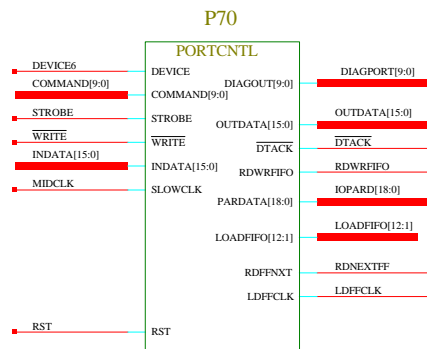 P70
PORTCNTL
DEVICE6
DEVICE
COMMAND[9:0]
COMMAND[9:0]
STROBE
STROBE
WRITE
WRITE
INDATA[15:0]
INDATA[15:0]
MIDCLK
SLOWCLK
RST
RST
DIAGOUT[9:0]
DIAGPORT[9:0]
OUTDATA[15:0]
OUTDATA[15:0]
DTACK
DTACK
RDWRFIFO
RDWRFIFO
PARDATA[18:0]
IOPARD[18:0]
LOADFIFO[12:1]
LOADFIFO[12:1]
RDFFNXT
RDNEXTFF
LDFFCLK
LDFFCLK